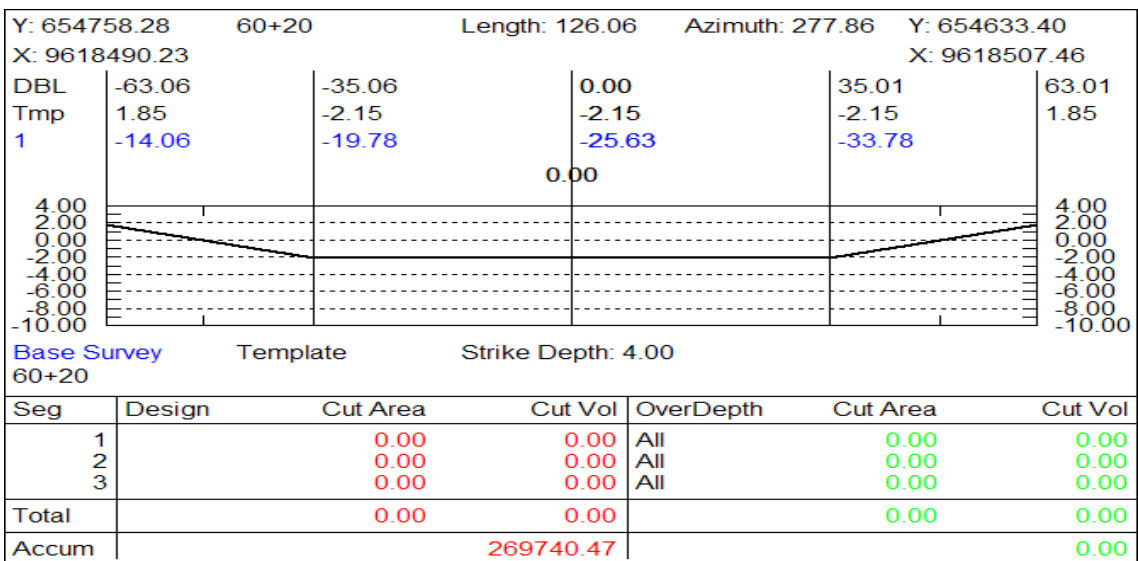 Y: 654758.28 60+20 Length: 126.06 Azimuth: 277.86 Y: 654633.40
X: 9618490.23 X: 9618507.46
DBL -63.06 -35.06 0.00 35.01 63.01
Tmp 1.85 -2.15 -2.15 -2.15 1.85
1 -14.06 -19.78 -25.63 -33.78
0.00
4.00 4.00
2.00 2.00
0.00 0.00
-2.00 -2.00
-4.00 -4.00
-6.00 -6.00
-8.00 -8.00
-10.00 -10.00
Base Survey Template Strike Depth: 4.00
60+20
Seg Design Cut Area Cut Vol OverDepth Cut Area Cut Vol
1 0.00 0.00 All 0.00 0.00
2 0.00 0.00 All 0.00 0.00
3 0.00 0.00 All 0.00 0.00
Total 0.00 0.00 0.00 0.00
Accum 269740.47 0.00